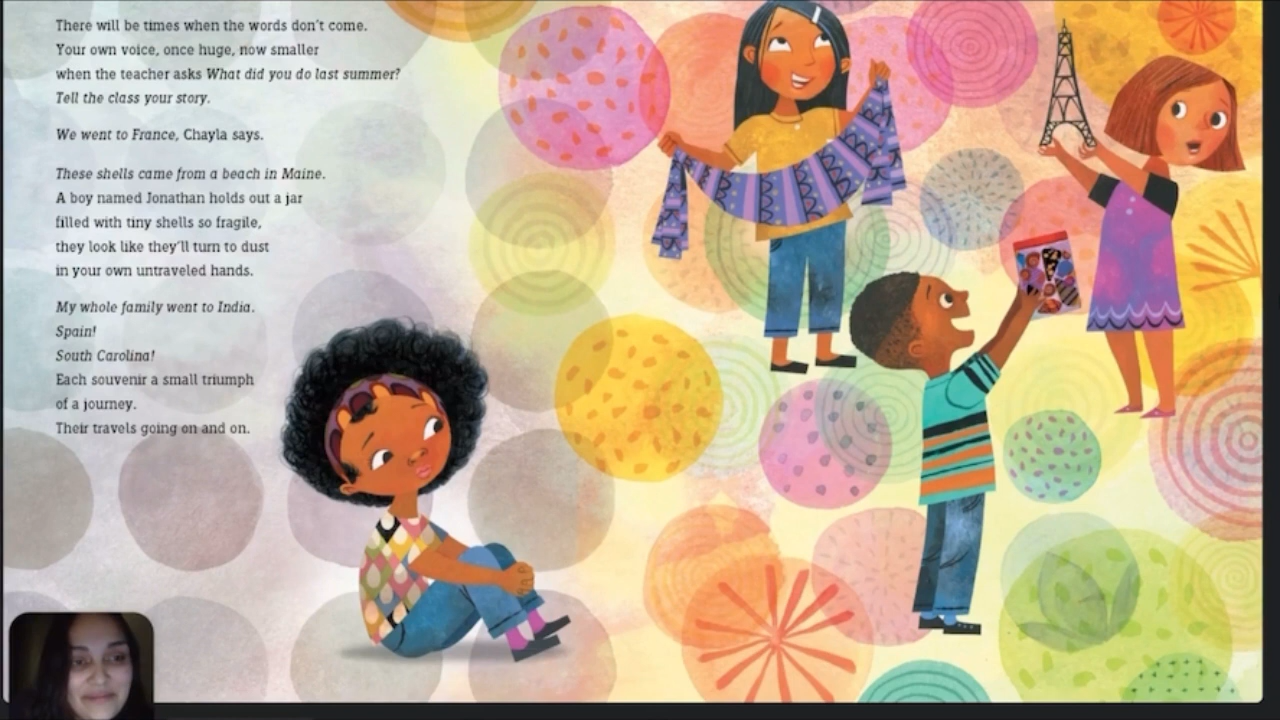 There will be times when the words don't come.
Your own voice, once huge, now smaller
when the teacher asks What did you do last summer?
Tell the class your story.
We went to France, Chayla says.
These shells came from a beach in Maine.
A boy named Jonathan holds out a jar
filled with tiny shells so fragile,
they look like they'll turn to dust
in your own untraveled hands.
My whole family went to India.
Spain!
South Carolina!
Each souvenir a small triumph
of a journey.
Their travels going on and on.